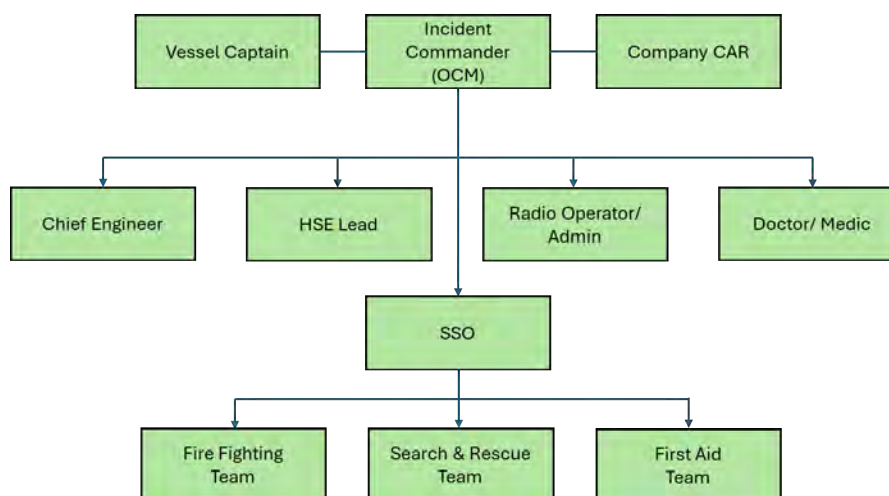 Vessel Captain
Incident
Commander
(OCM)
Company CAR
Chief Engineer
HSE Lead
Radio Operator/
Admin
Doctor/ Medic
SSO
Fire Fighting
Team
Search & Rescue
Team
First Aid
Team